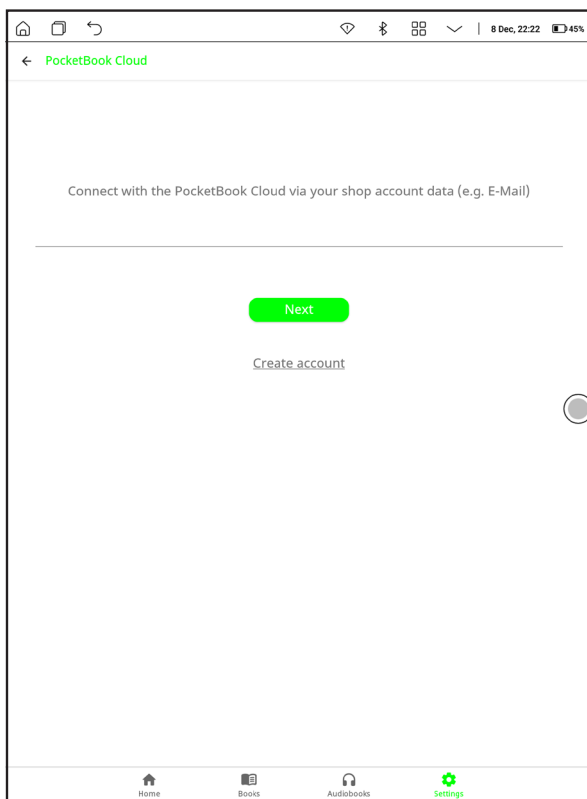 8 Dec, 22:22 45%
PocketBook Cloud
Connect with the PocketBook Cloud via your shop account data (e.g. E-Mail)
Next
Create account
Home Books Audiobooks Settings